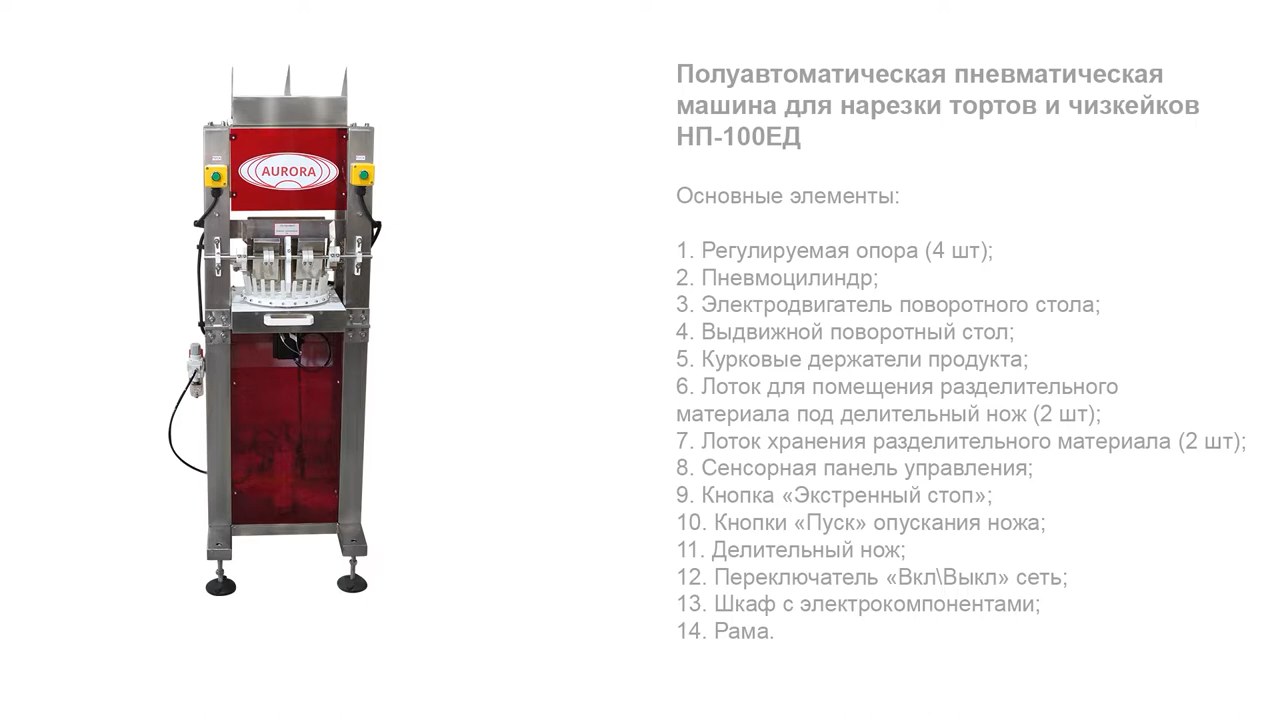 AURORA
Полуавтоматическая пневматическая
машина для нарезки тортов и чизкейков
НП-100ЕД
Основные элементы:
1. Регулируемая опора (4 шт);
2. Пневмоцилиндр;
3. Электродвигатель поворотного стола;
4. Выдвижной поворотный стол;
5. Курковые держатели продукта;
6. Лоток для помещения разделительного
материала под делительный нож (2 шт);
7. Лоток хранения разделительного материала (2 шт);
8. Сенсорная панель управления;
9. Кнопка «Экстренный стоп»;
10. Кнопки «Пуск» опускания ножа;
11. Делительный нож;
12. Переключатель «Вкл\Выкл» сеть;
13. Шкаф с электрокомпонентами;
14. Рама.